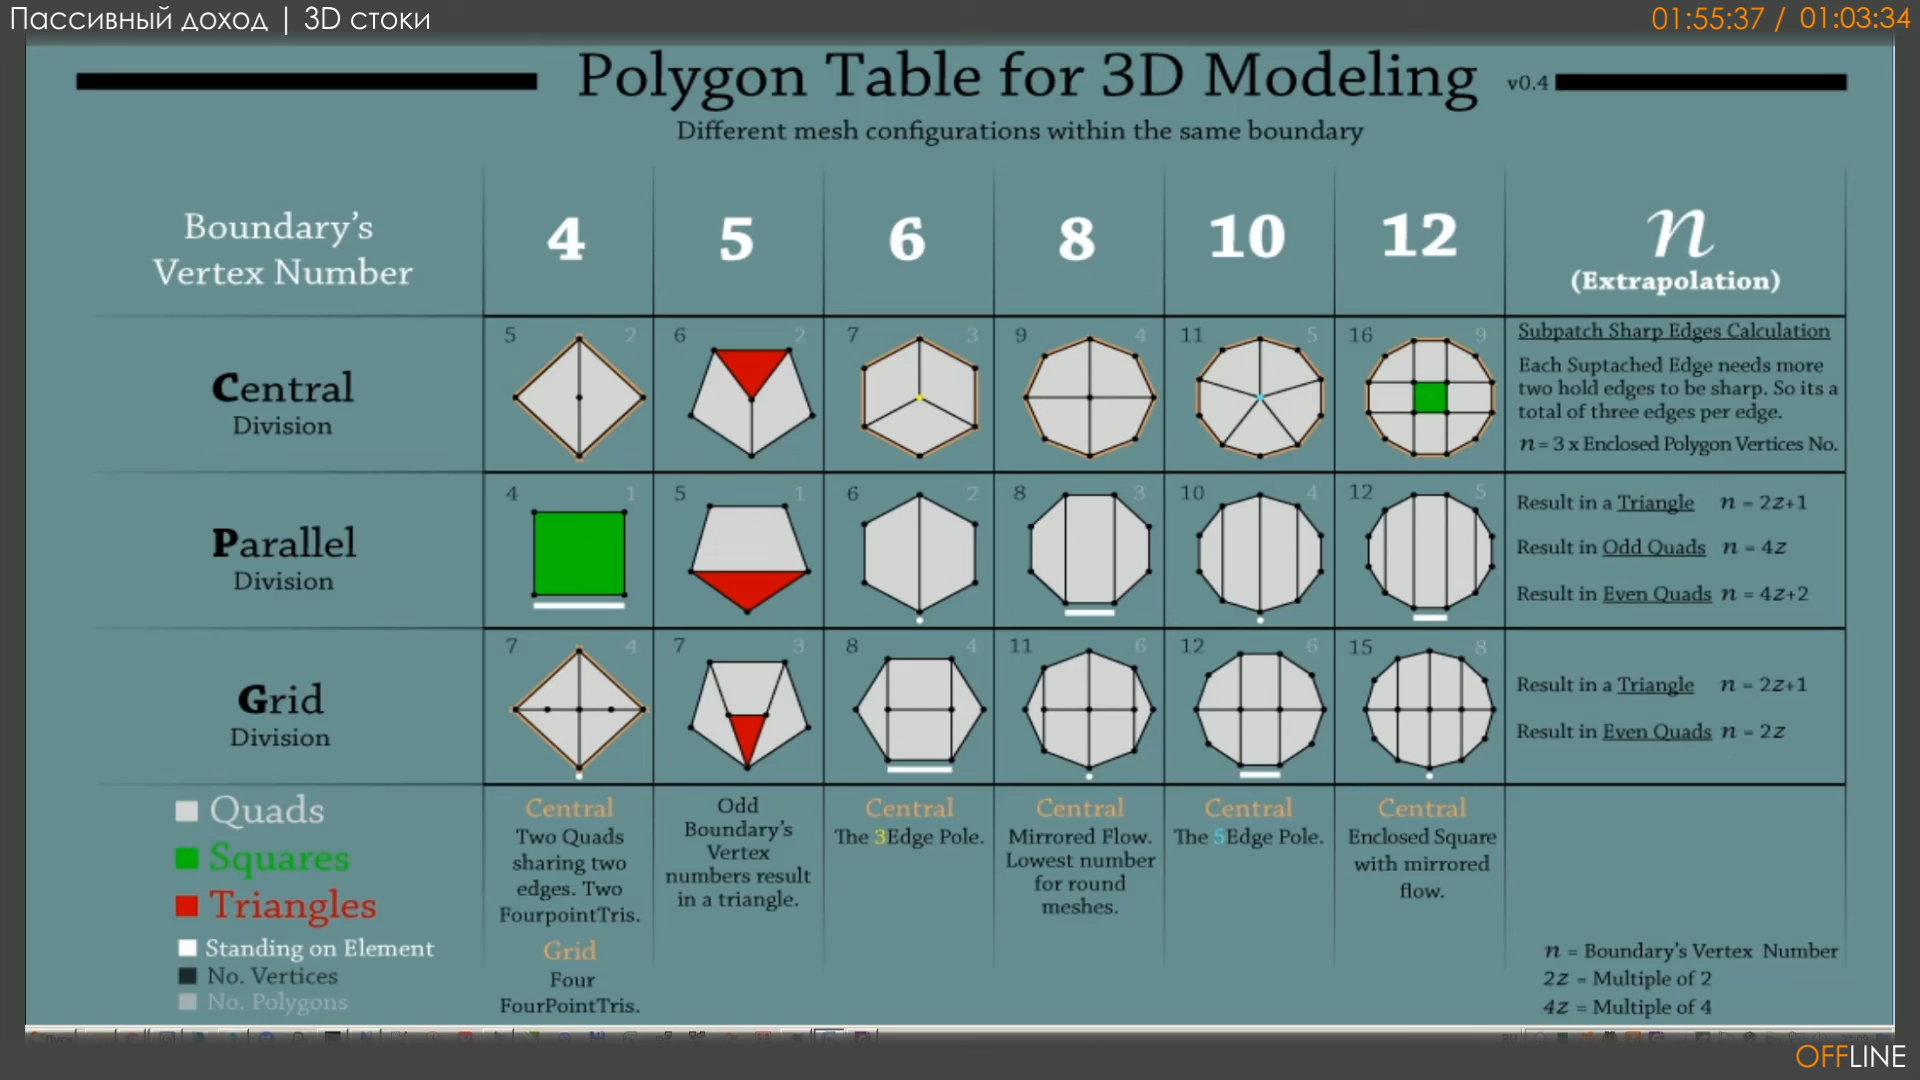 Пассивный доход | 3D стоки
01:55:37 / 01:03:34
Polygon Table for 3D Modeling v0.4
Different mesh configurations within the same boundary
Boundary's
Vertex Number
4 5 6 8 10 12 n
(Extrapolation)
Central
Division
5 2 6 2 7 3 9 4 11 5 16 9
Subpatch Sharp Edges Calculation
Each Suptached Edge needs more
two hold edges to be sharp. So its a
total of three edges per edge.
n = 3 x Enclosed Polygon Vertices No.
Parallel
Division
4 1 5 1 6 2 8 3 10 4 12 5
Result in a Triangle n = 2z+1
Result in Odd Quads n = 4z
Result in Even Quads n = 4z+2
Grid
Division
7 4 7 3 8 4 11 6 12 6 15 8
Result in a Triangle n = 2z+1
Result in Even Quads n = 2z
Quads
Squares
Triangles
Standing on Element
No. Vertices
No. Polygons
Central
Two Quads
sharing two
edges. Two
FourpointTris.
Grid
Four
FourPointTris.
Odd
Boundary's
Vertex
numbers result
in a triangle.
Central
The 3Edge Pole.
Central
Mirrored Flow.
Lowest number
for round
meshes.
Central
The 5Edge Pole.
Central
Enclosed Square
with mirrored
flow.
n = Boundary's Vertex Number
2z = Multiple of 2
4z = Multiple of 4
OFFLINE